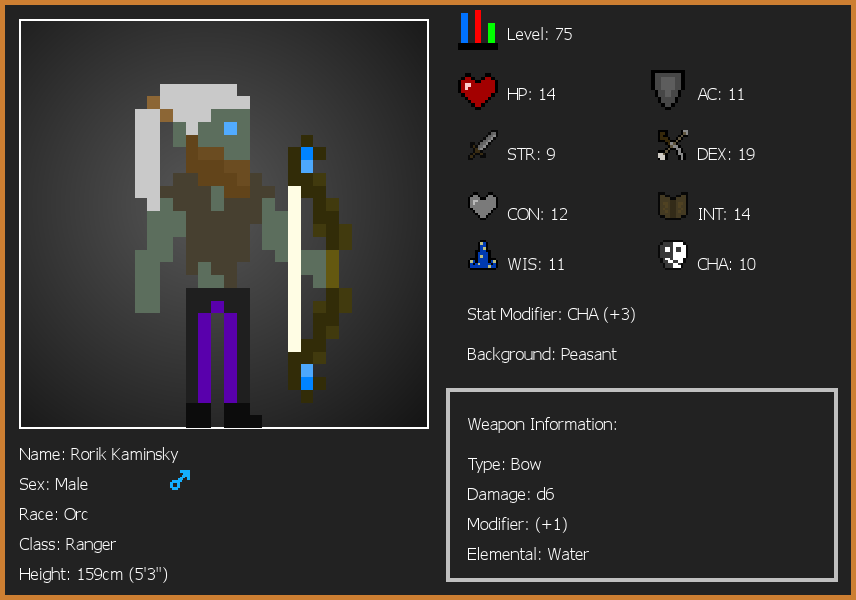 Level: 75
HP: 14
AC: 11
STR: 9
DEX: 19
CON: 12
INT: 14
WIS: 11
CHA: 10
Stat Modifier: CHA (+3)
Background: Peasant
Weapon Information:
Type: Bow
Damage: d6
Modifier: (+1)
Elemental: Water
Name: Rorik Kaminsky
Sex: Male
Race: Orc
Class: Ranger
Height: 159cm (5'3")